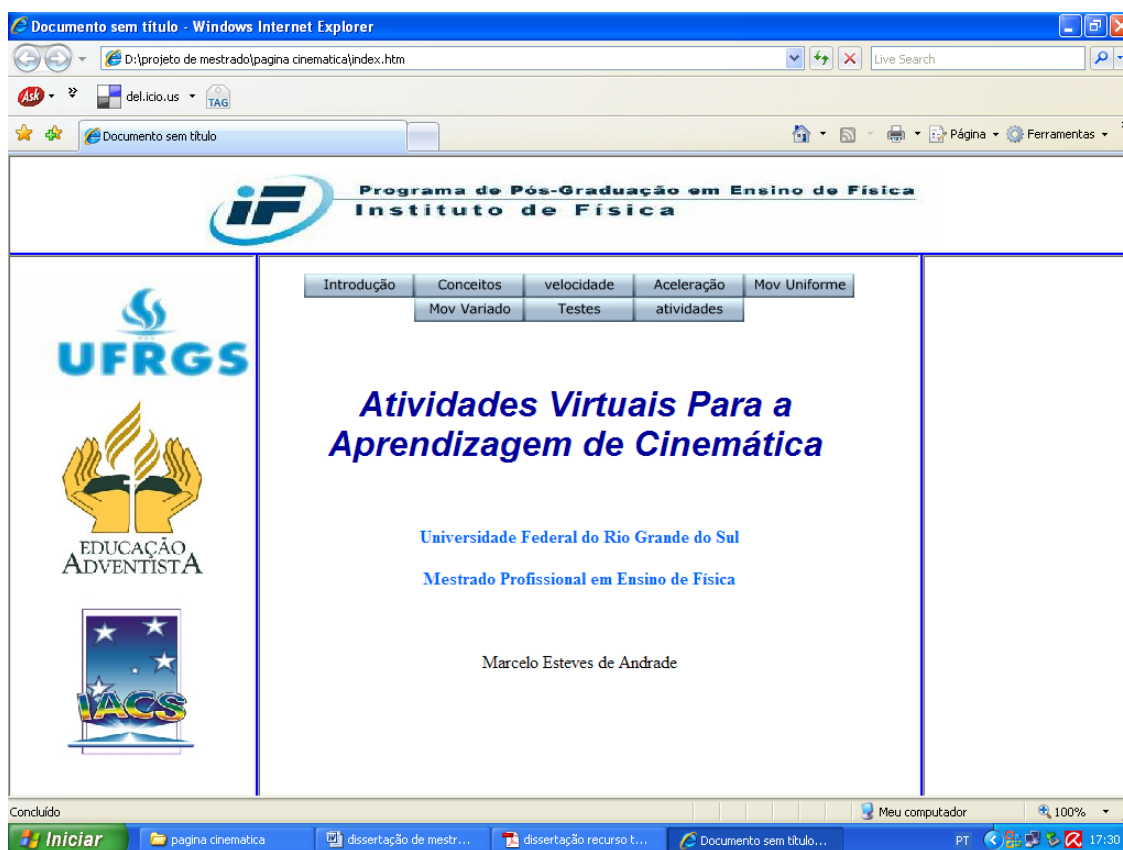 Documento sem título - Windows Internet Explorer
D:\projeto de mestrado\pagina cinematica\index.htm
Live Search
Ask
del.icio.us
TAG
Documento sem título
Página
Ferramentas
iF
Programa de Pós-Graduação em Ensino de Física
Instituto de Física
Introdução Conceitos velocidade Aceleração Mov Uniforme
Mov Variado Testes atividades
UFRGS
EDUCAÇÃO
ADVENTISTA
IACS
Atividades Virtuais Para a
Aprendizagem de Cinemática
Universidade Federal do Rio Grande do Sul
Mestrado Profissional em Ensino de Física
Marcelo Esteves de Andrade
Concluído
Meu computador
100%
Iniciar
pagina cinematica
dissertação de mestr...
dissertação recurso t...
Documento sem título...
PT
17:30